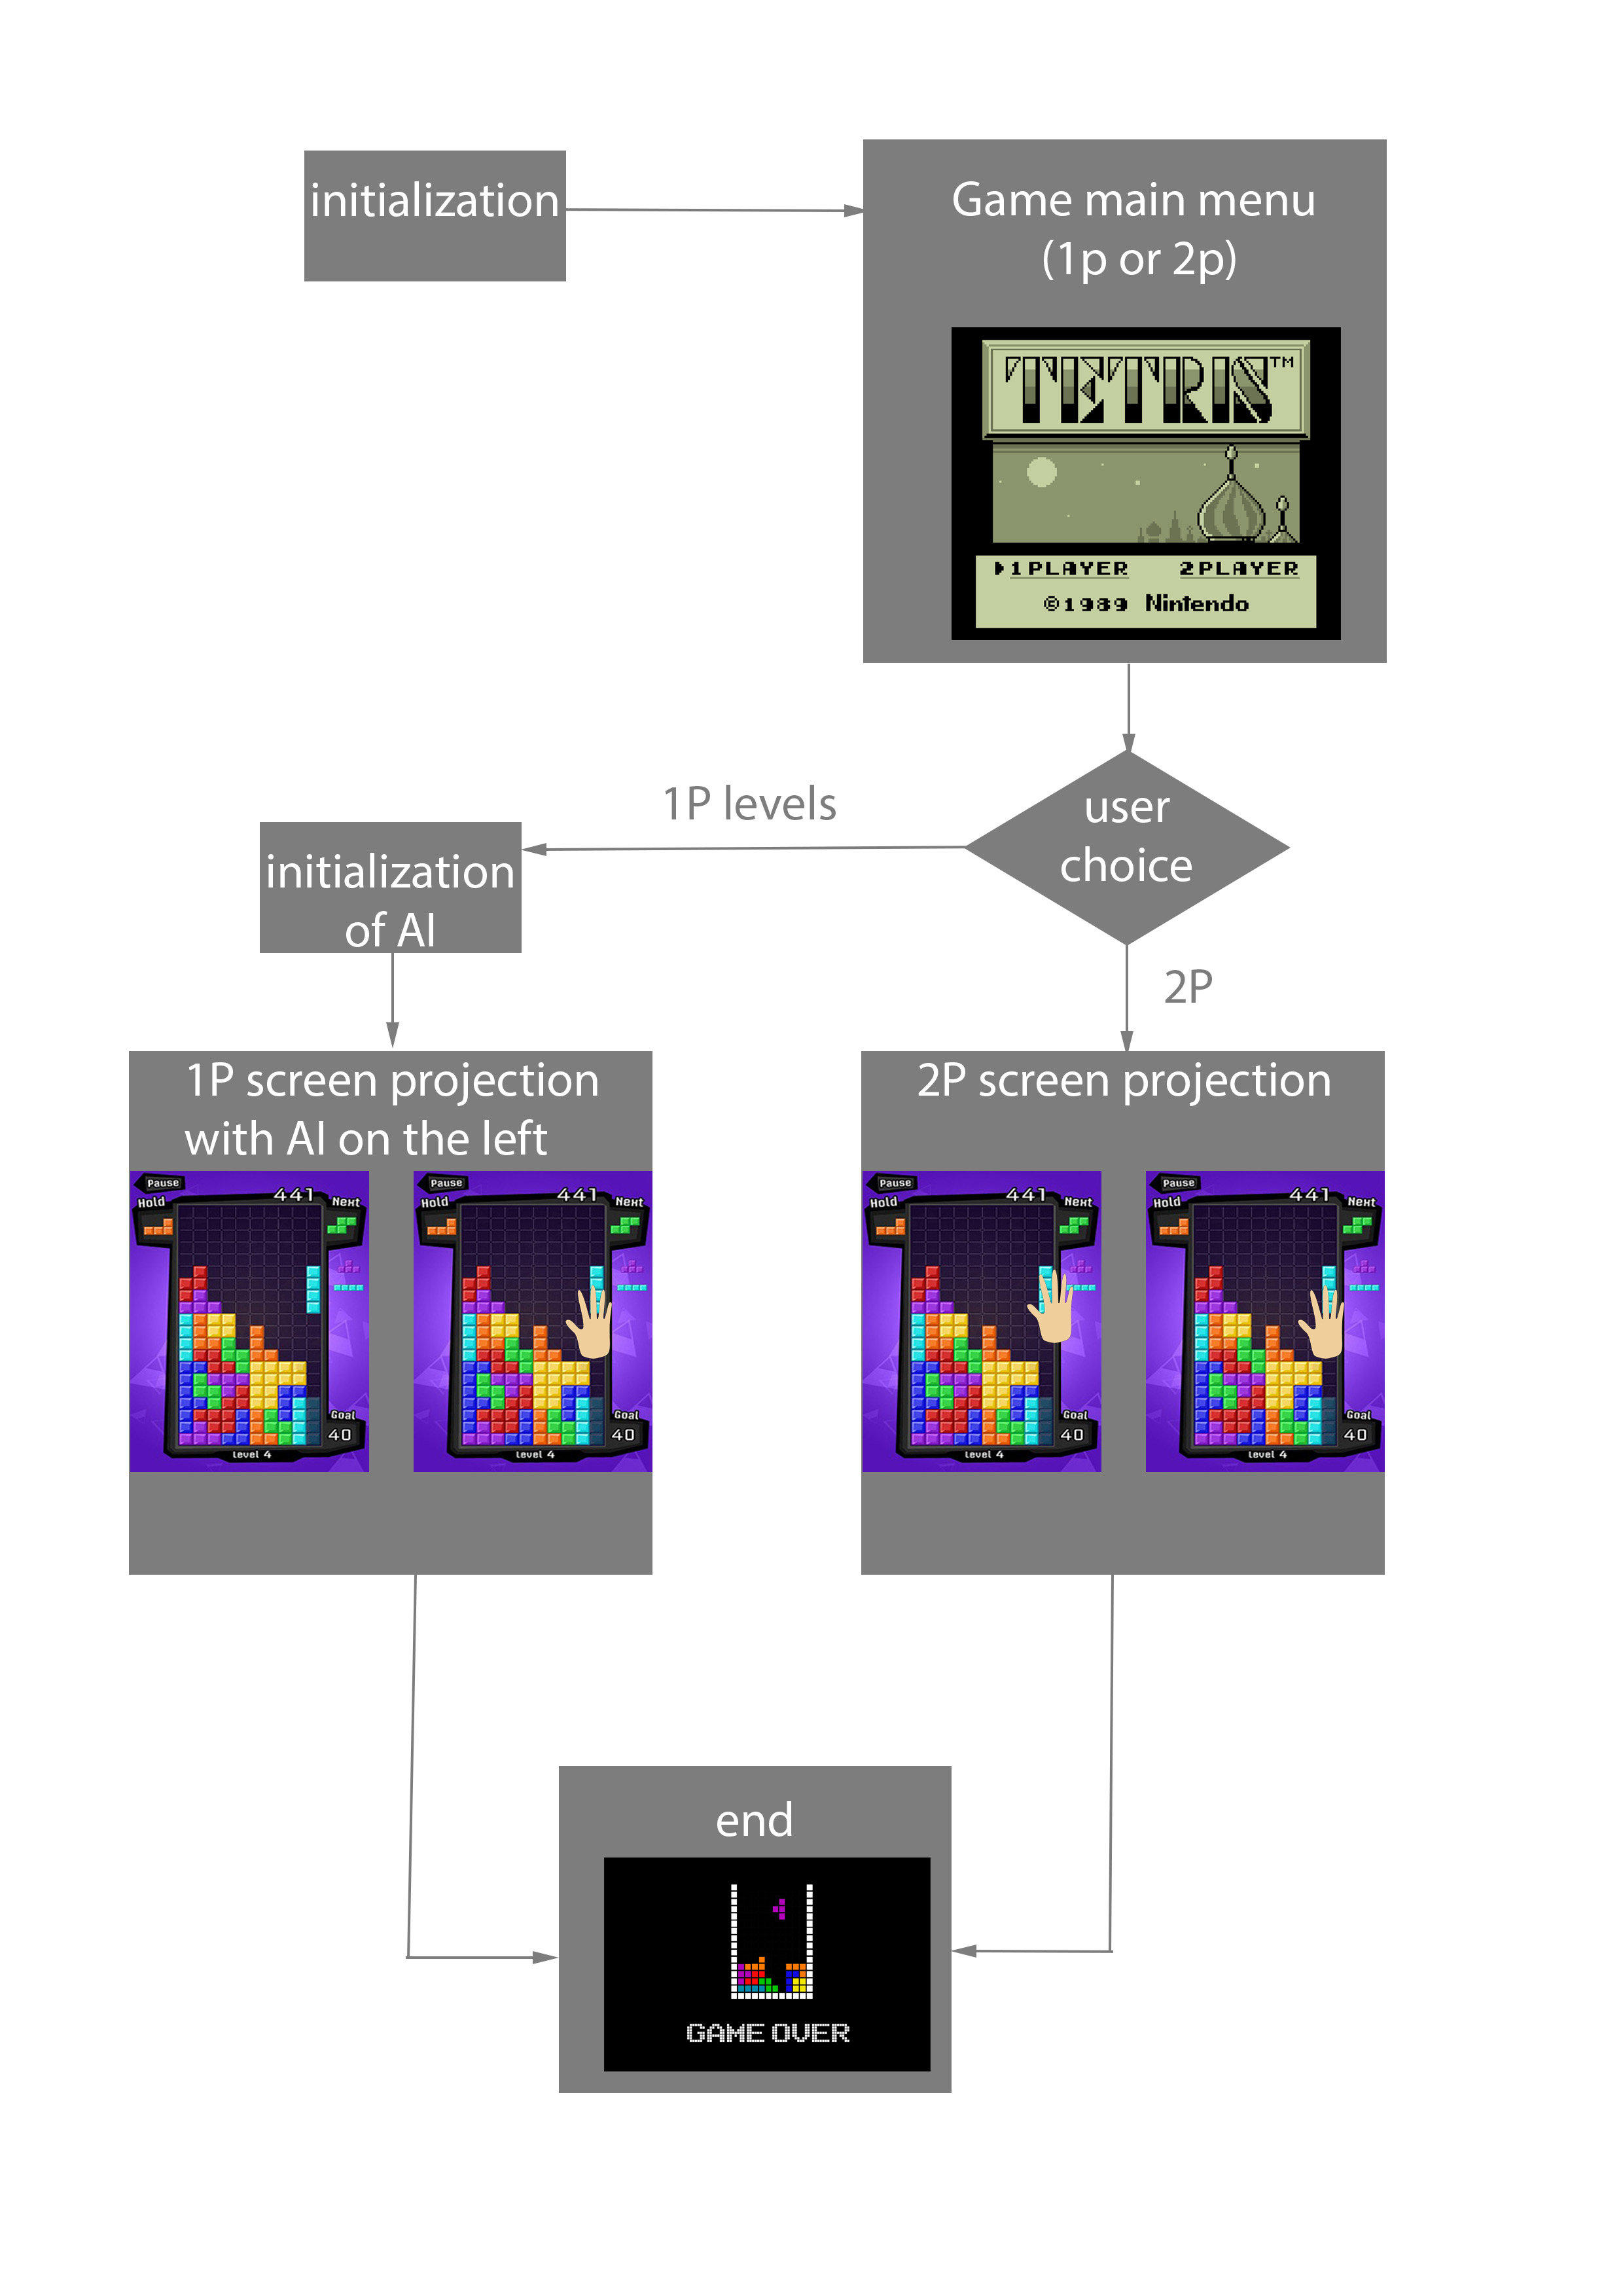 initialization
Game main menu
(1p or 2p)
TETRIS™
1PLAYER 2PLAYER
©1989 Nintendo
user
choice
1P levels
initialization
of AI
2P
1P screen projection
with AI on the left
Pause
441
Hold
Next
Goal
40
Level 4
Pause
441
Hold
Next
Goal
40
Level 4
2P screen projection
Pause
441
Hold
Next
Goal
40
Level 4
Pause
441
Hold
Next
Goal
40
Level 4
end
GAME OVER